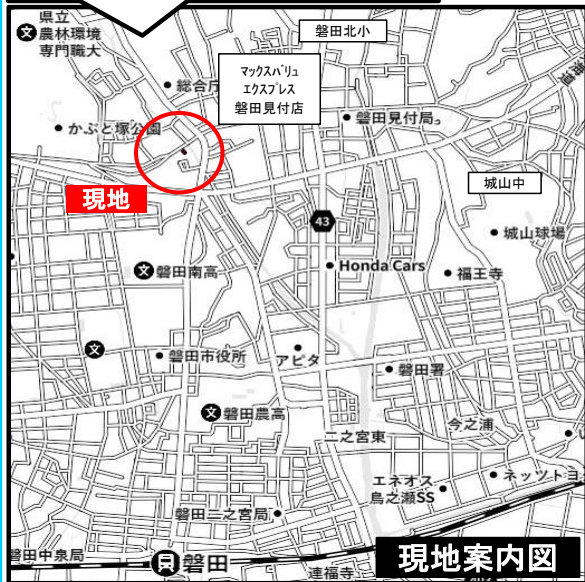 県立
農林環境
専門職大
磐田北小
マックスバリュ
エクスプレス
磐田見付店
総合庁
かぶと塚公園
磐田見付局
現地
城山中
43
城山球場
Honda Cars
文
磐田南高
福王寺
文
磐田市役所
アピタ
磐田署
文
磐田農高
二之宮東
今之浦
エネオス
鳥之瀬SS
ネッツトヨ
磐田二之宮局
磐田中泉局
磐田
連福寺
現地案内図